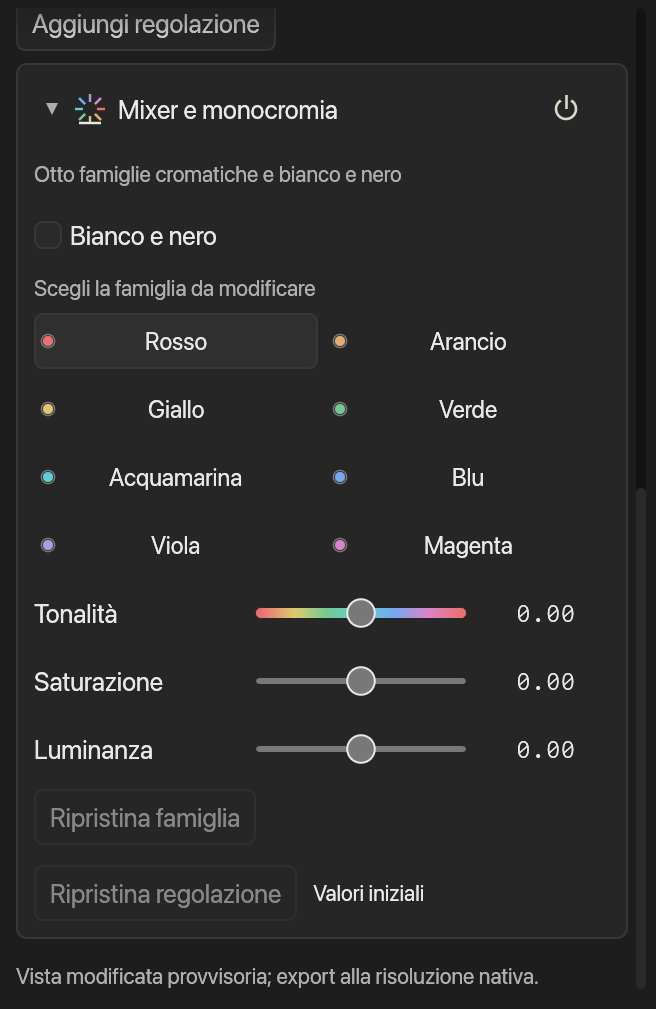 Aggiungi regolazione
Mixer e monocromia
Otto famiglie cromatiche e bianco e nero
Bianco e nero
Scegli la famiglia da modificare
Rosso
Arancio
Giallo
Verde
Acquamarina
Blu
Viola
Magenta
Tonalità 0.00
Saturazione 0.00
Luminanza 0.00
Ripristina famiglia
Ripristina regolazione Valori iniziali
Vista modificata provvisoria; export alla risoluzione nativa.